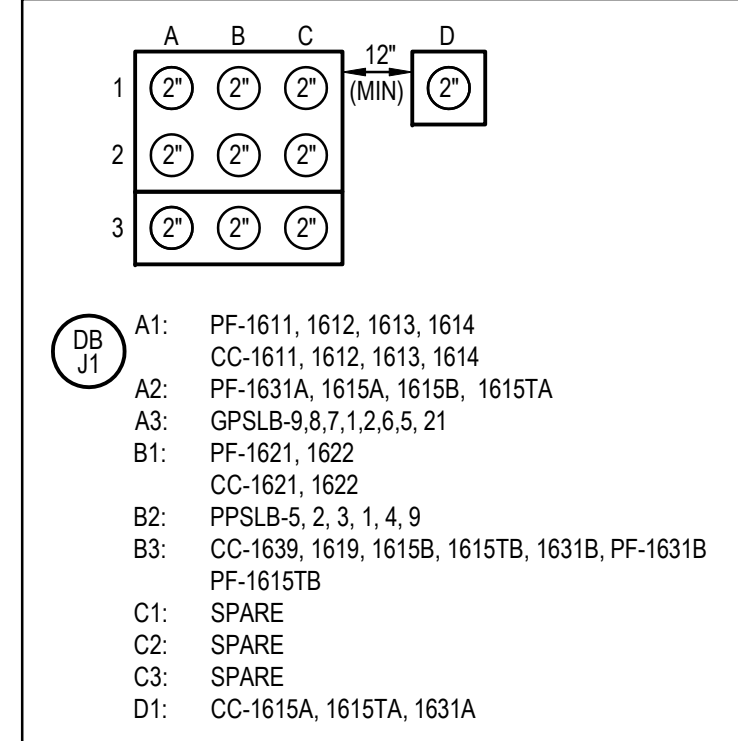 A B C D
12"
1 2" 2" 2" (MIN) 2"
2 2" 2" 2"
3 2" 2" 2"
DB
J1
A1: PF-1611, 1612, 1613, 1614
CC-1611, 1612, 1613, 1614
A2: PF-1631A, 1615A, 1615B, 1615TA
A3: GPSLB-9,8,7,1,2,6,5, 21
B1: PF-1621, 1622
CC-1621, 1622
B2: PPSLB-5, 2, 3, 1, 4, 9
B3: CC-1639, 1619, 1615B, 1615TB, 1631B, PF-1631B
PF-1615TB
C1: SPARE
C2: SPARE
C3: SPARE
D1: CC-1615A, 1615TA, 1631A